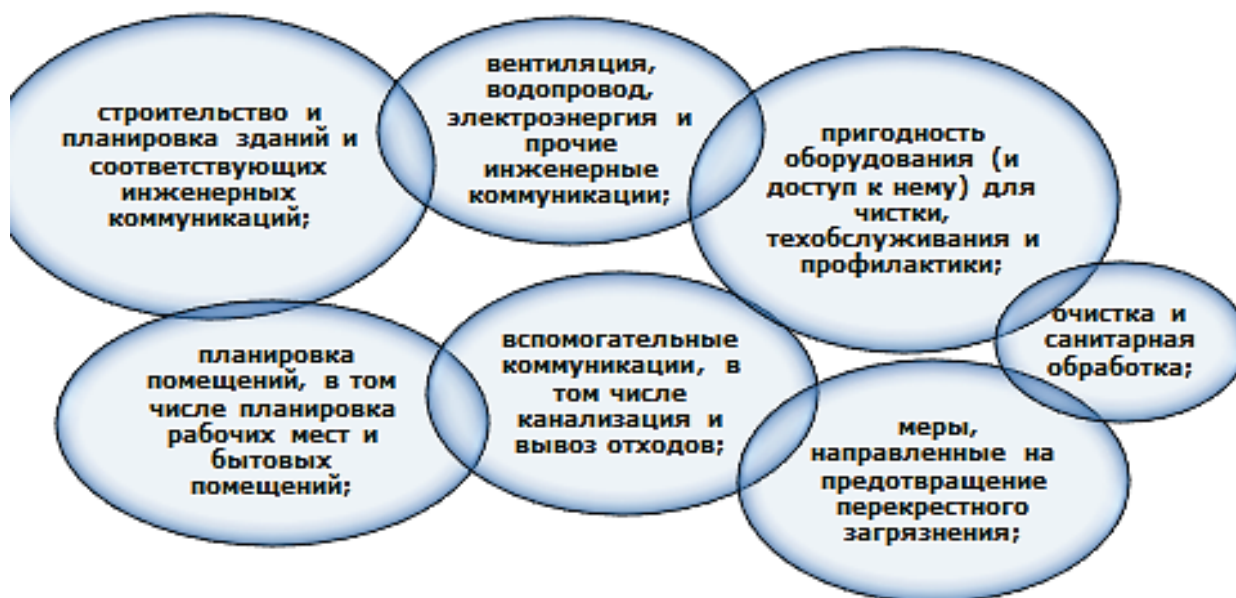 строительство и
планировка зданий и
соответствующих
инженерных
коммуникаций;
вентиляция,
водопровод,
электроэнергия и
прочие
инженерные
коммуникации;
пригодность
оборудования (и
доступ к нему) для
чистки,
техобслуживания и
профилактики;
очистка и
санитарная
обработка;
планировка
помещений, в том
числе планировка
рабочих мест и
бытовых
помещений;
вспомогательные
коммуникации, в
том числе
канализация и
вывоз отходов;
меры,
направленные на
предотвращение
перекрестного
загрязнения;